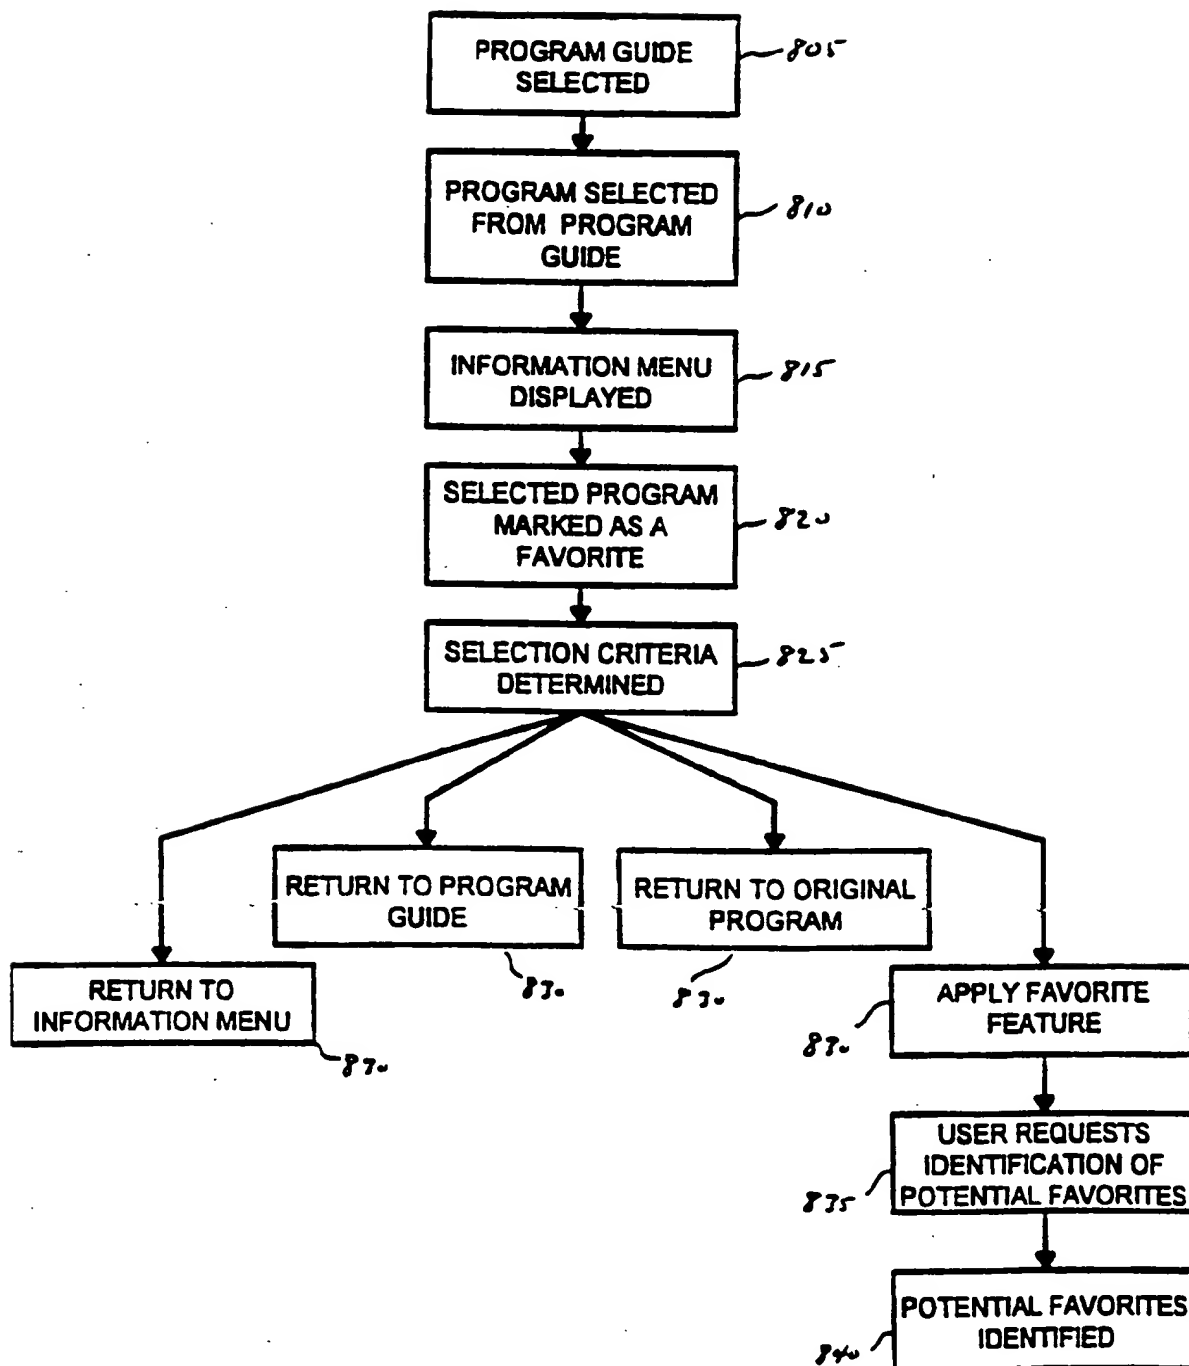 PROGRAM GUIDE
SELECTED
805
PROGRAM SELECTED
FROM PROGRAM
GUIDE
810
INFORMATION MENU
DISPLAYED
815
SELECTED PROGRAM
MARKED AS A
FAVORITE
820
SELECTION CRITERIA
DETERMINED
825
RETURN TO PROGRAM
GUIDE
830
RETURN TO ORIGINAL
PROGRAM
830
RETURN TO
INFORMATION MENU
830
APPLY FAVORITE
FEATURE
830
USER REQUESTS
IDENTIFICATION OF
POTENTIAL FAVORITES
835
POTENTIAL FAVORITES
IDENTIFIED
840